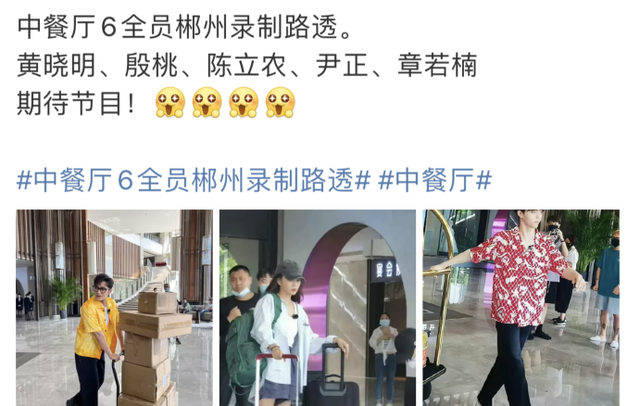 中餐厅6全员郴州录制路透。
黄晓明、殷桃、陈立农、尹正、章若楠
期待节目！
#中餐厅6全员郴州录制路透# #中餐厅#